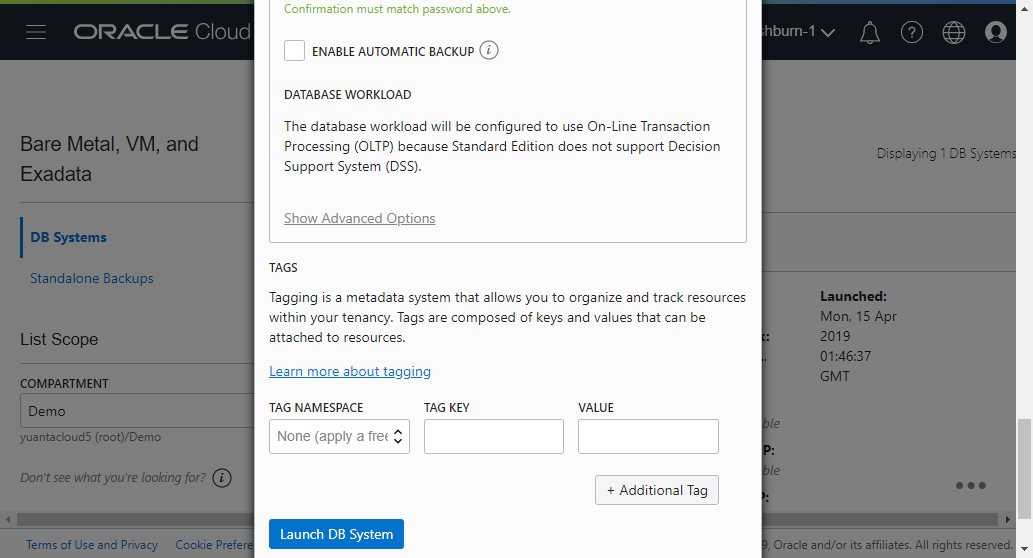 Confirmation must match password above.
ORACLE Cloud
hburn-1
ENABLE AUTOMATIC BACKUP
DATABASE WORKLOAD
The database workload will be configured to use On-Line Transaction
Processing (OLTP) because Standard Edition does not support Decision
Support System (DSS).
Show Advanced Options
Bare Metal, VM, and
Exadata
DB Systems
Standalone Backups
List Scope
COMPARTMENT
Demo
yuantacloud5 (root)/Demo
Don't see what you're looking for?
TAGS
Tagging is a metadata system that allows you to organize and track resources
within your tenancy. Tags are composed of keys and values that can be
attached to resources.
Learn more about tagging
TAG NAMESPACE
TAG KEY
VALUE
None (apply a free
+ Additional Tag
Launch DB System
Displaying 1 DB Systems
Launched:
Mon, 15 Apr
2019
01:46:37
GMT
ble
P:
ble
P:
Terms of Use and Privacy
Cookie Prefere
9, Oracle and/or its affiliates. All rights reserved.